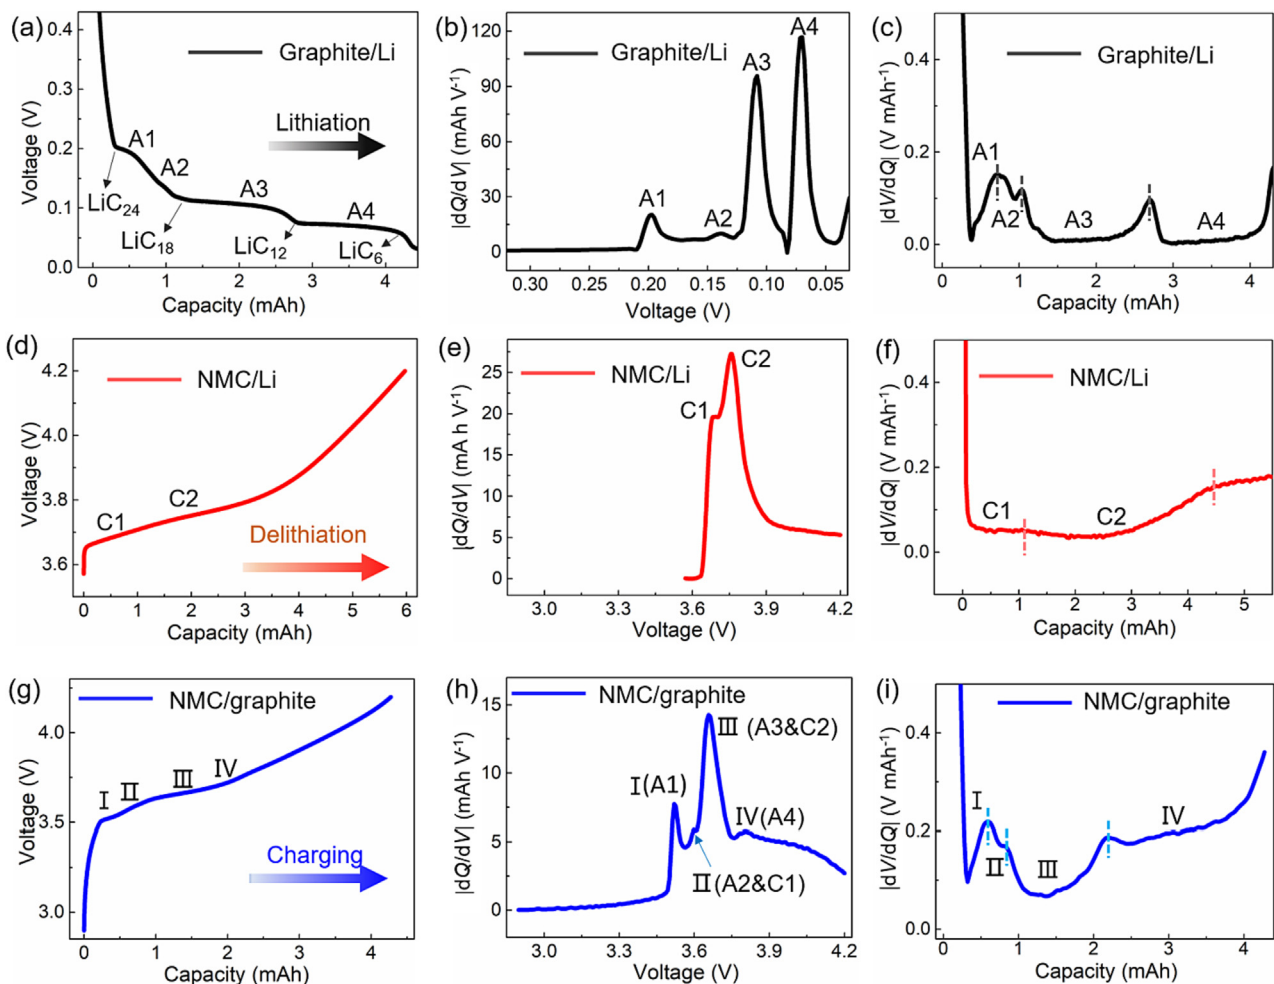 (a)
Graphite/Li
Voltage (V)
0.4
0.3
0.2
0.1
0.0
A1
A2
A3
A4
Lithiation
LiC24
LiC18
LiC12
LiC6
0 1 2 3 4
Capacity (mAh)
(b)
Graphite/Li
|dQ/dV| (mAh V-1)
120
90
60
30
0
A1
A2
A3
A4
0.30 0.25 0.20 0.15 0.10 0.05
Voltage (V)
(c)
Graphite/Li
|dV/dQ| (V mAh-1)
0.4
0.2
0.0
A1
A2
A3
A4
0 1 2 3 4
Capacity (mAh)
(d)
NMC/Li
Voltage (V)
4.2
4.0
3.8
3.6
C1
C2
Delithiation
0 1 2 3 4 5 6
Capacity (mAh)
(e)
NMC/Li
|dQ/dV| (mA h V-1)
25
20
15
10
5
0
C1
C2
3.0 3.3 3.6 3.9 4.2
Voltage (V)
(f)
NMC/Li
|dV/dQ| (V mAh-1)
0.4
0.2
0.0
C1
C2
0 1 2 3 4 5
Capacity (mAh)
(g)
NMC/graphite
Voltage (V)
4.0
3.5
3.0
I
II
III
IV
Charging
0 1 2 3 4
Capacity (mAh)
(h)
NMC/graphite
|dQ/dV| (mAh V-1)
15
10
5
0
III (A3&C2)
I(A1)
IV(A4)
II(A2&C1)
3.0 3.3 3.6 3.9 4.2
Voltage (V)
(i)
NMC/graphite
|dV/dQ| (V mAh-1)
0.4
0.2
0.0
I
II
III
IV
0 1 2 3 4
Capacity (mAh)